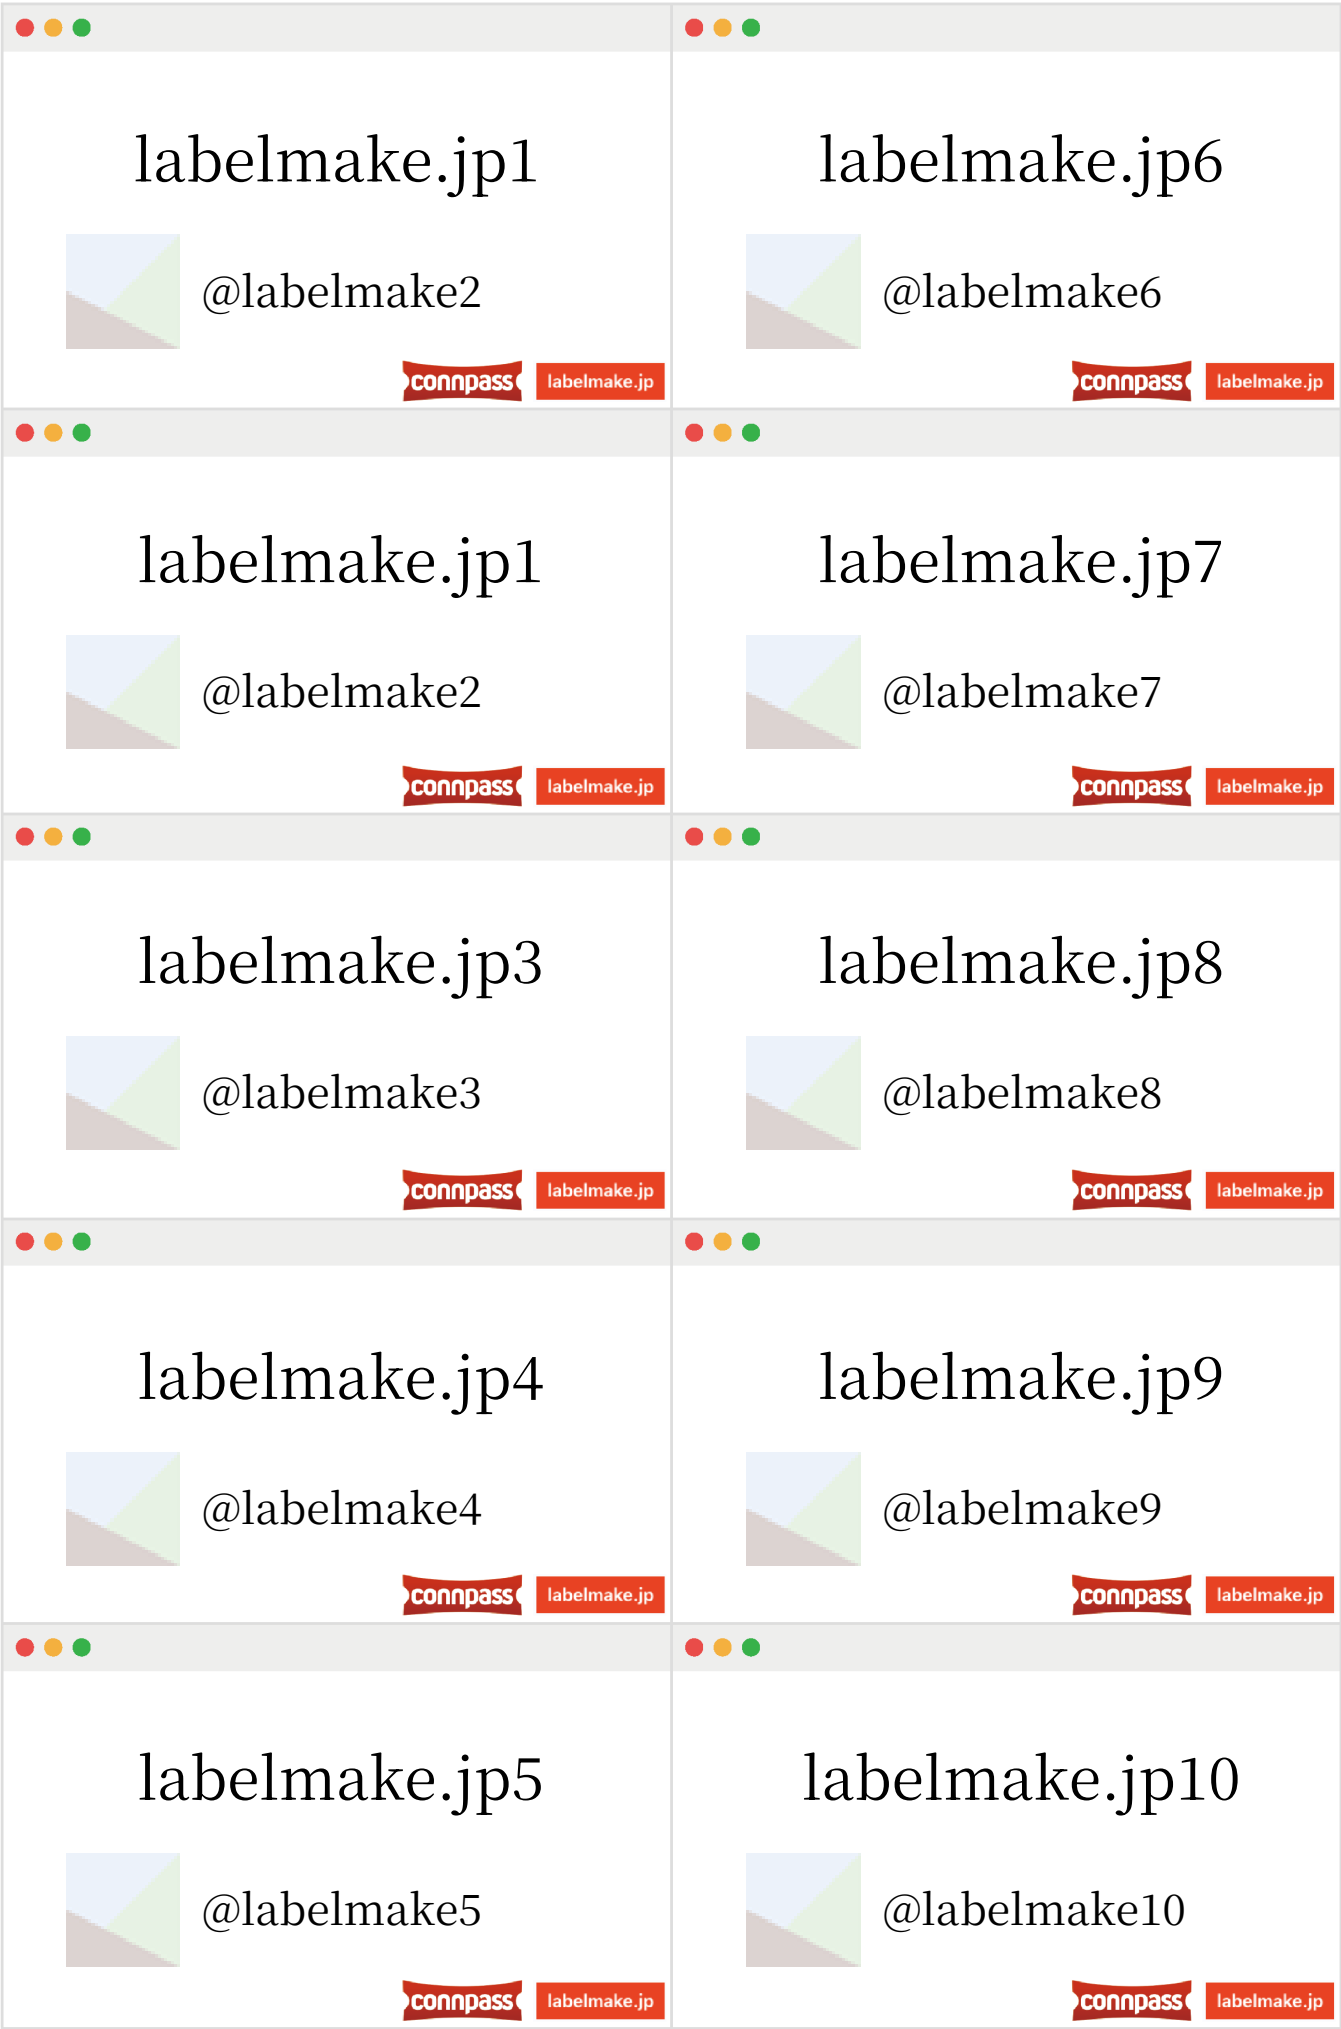 labelmake.jp1
@labelmake2
connpass labelmake.jp
labelmake.jp6
@labelmake6
connpass labelmake.jp
labelmake.jp1
@labelmake2
connpass labelmake.jp
labelmake.jp7
@labelmake7
connpass labelmake.jp
labelmake.jp3
@labelmake3
connpass labelmake.jp
labelmake.jp8
@labelmake8
connpass labelmake.jp
labelmake.jp4
@labelmake4
connpass labelmake.jp
labelmake.jp9
@labelmake9
connpass labelmake.jp
labelmake.jp5
@labelmake5
connpass labelmake.jp
labelmake.jp10
@labelmake10
connpass labelmake.jp